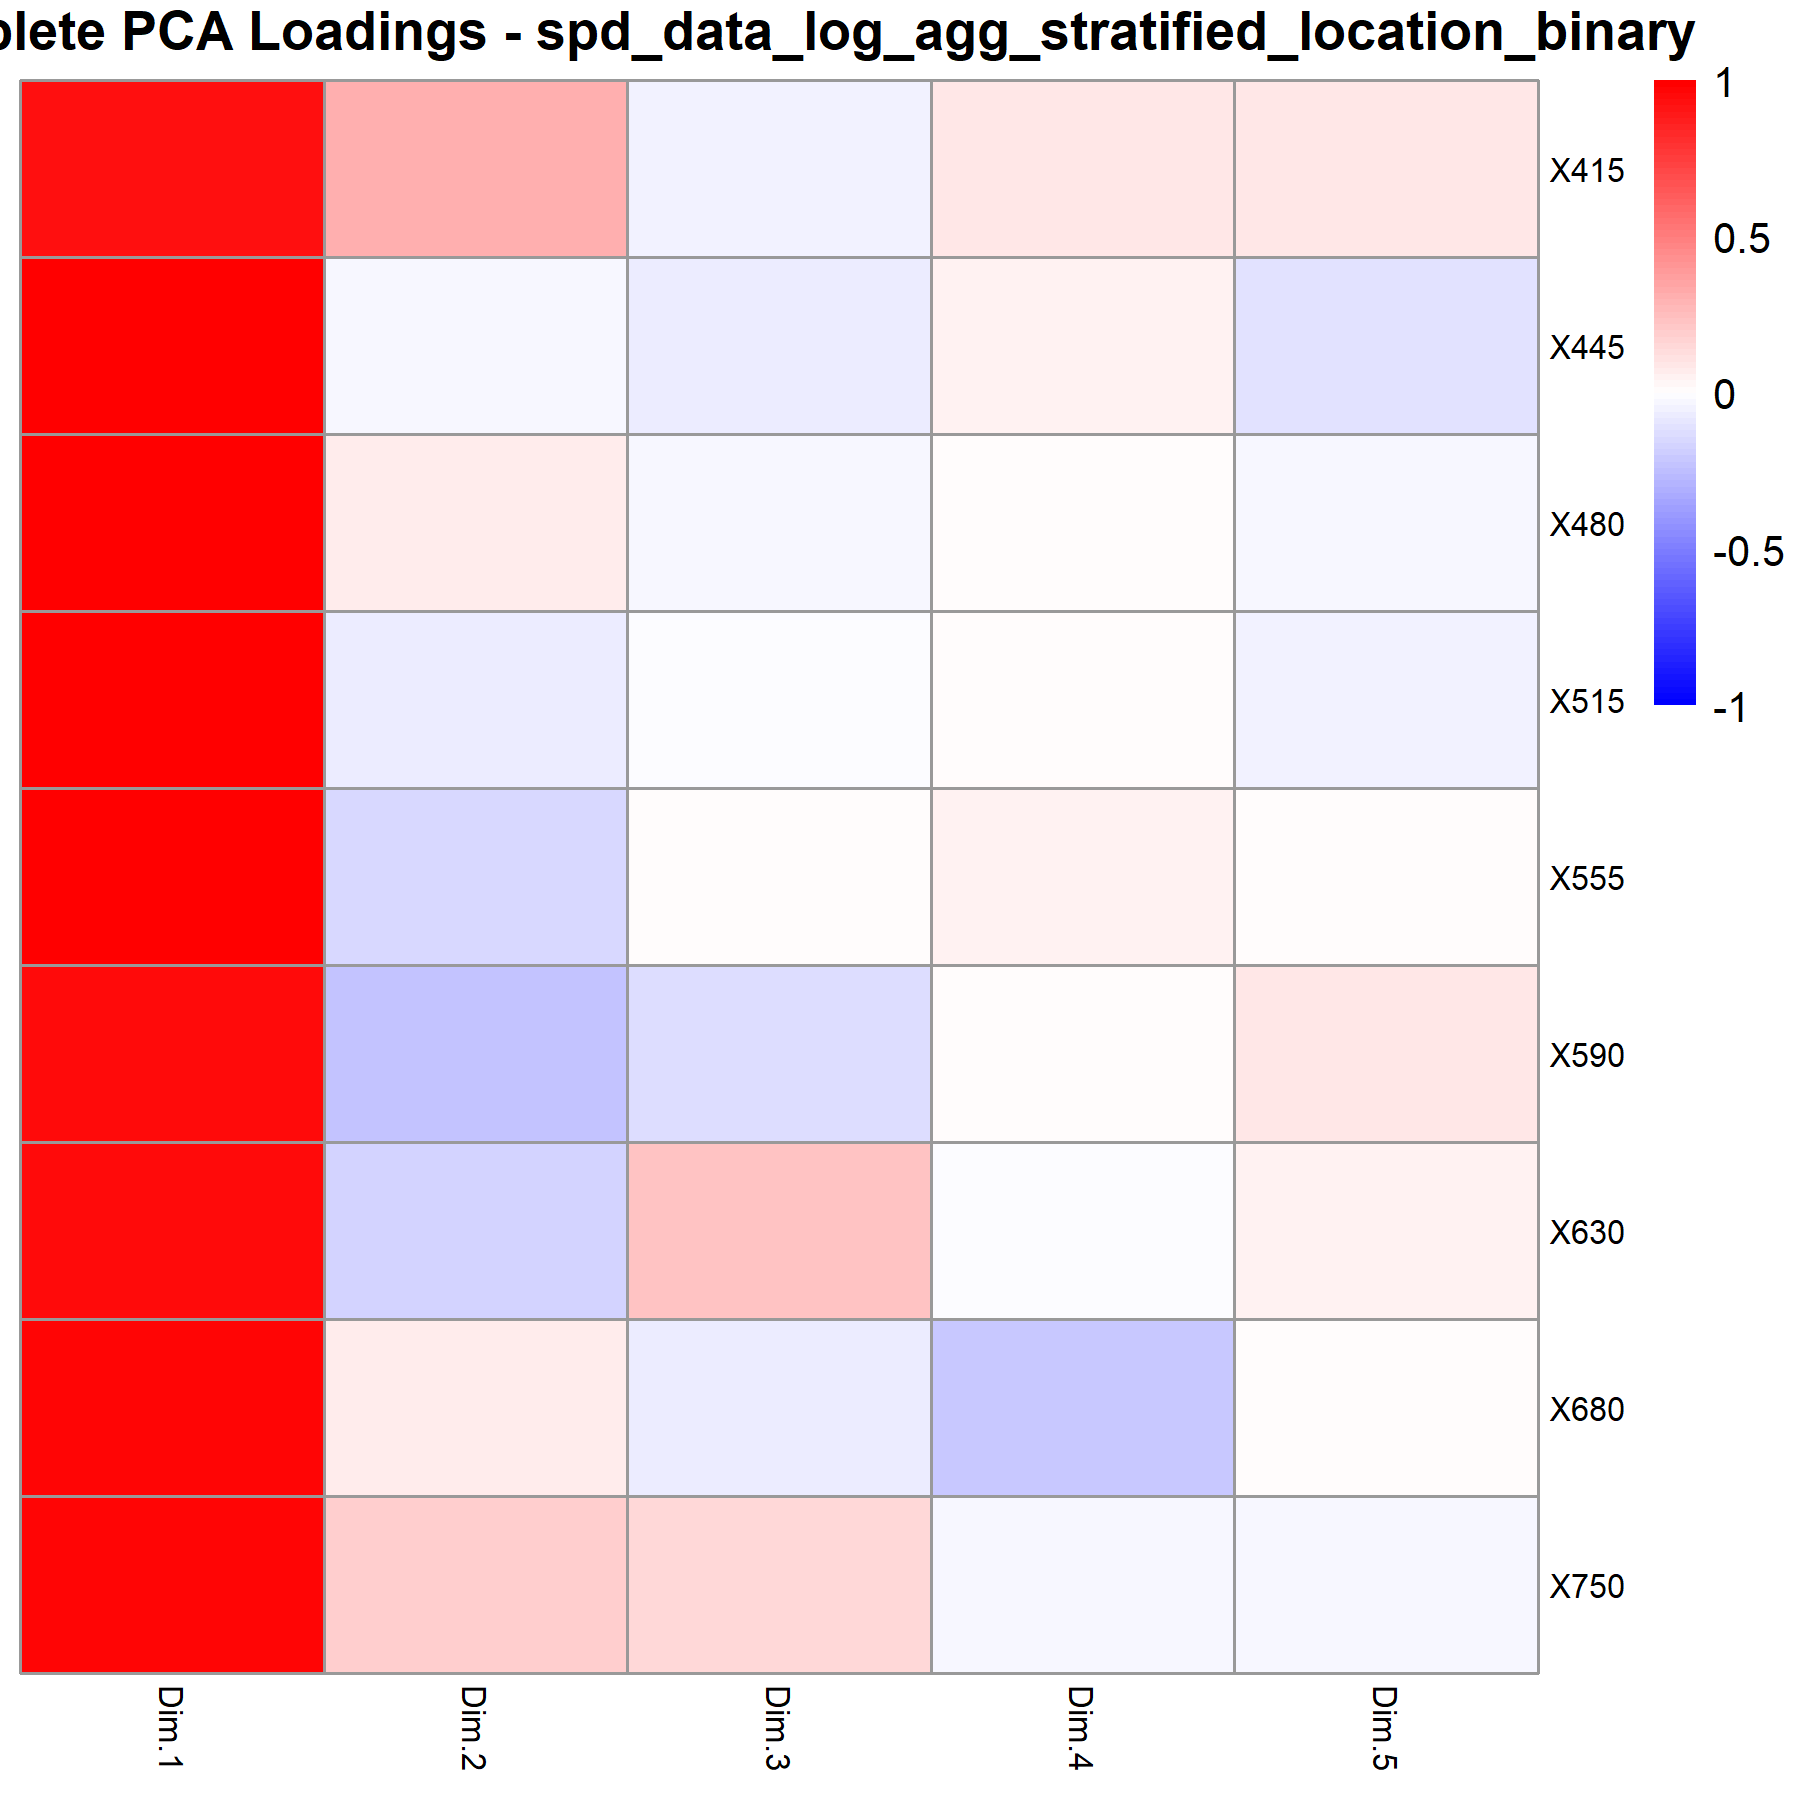 PCA Loadings - spd_data_log_agg_stratified_location_binary
1
0.5
0
-0.5
-1
X415
X445
X480
X515
X555
X590
X630
X680
X750
Dim.1
Dim.2
Dim.3
Dim.4
Dim.5